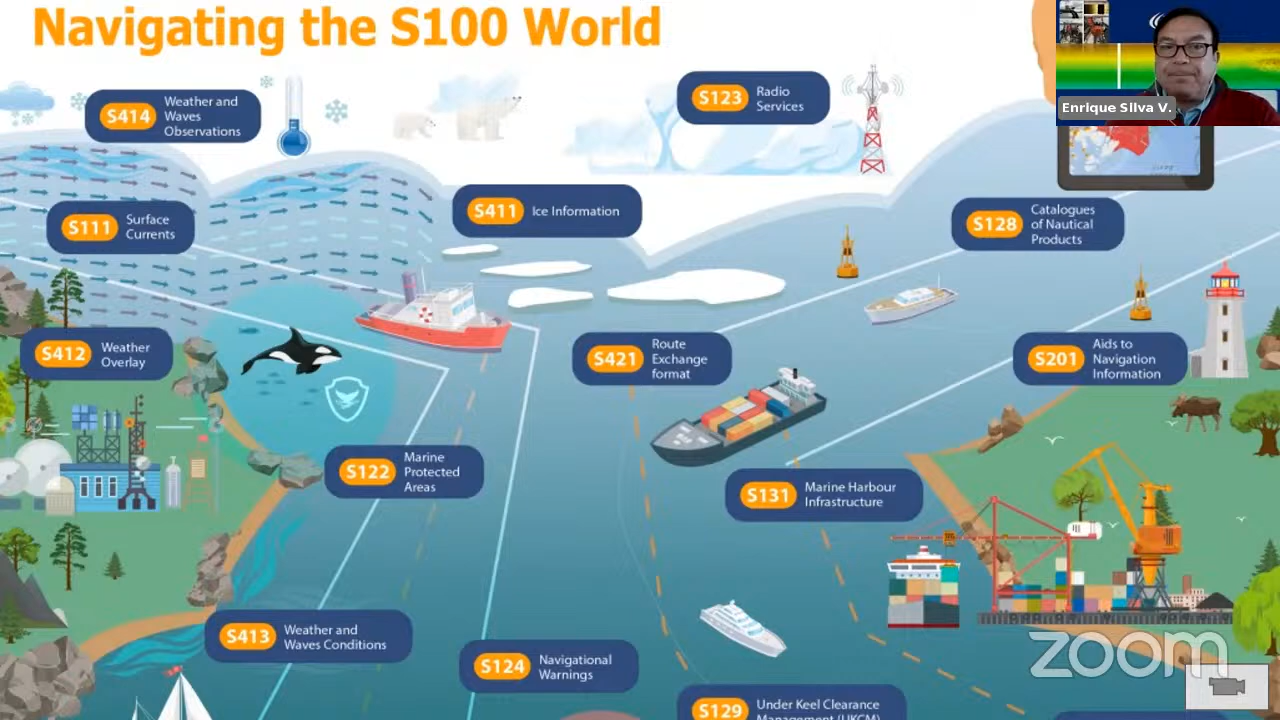 Navigating the S100 World
Enrique Silva V.
S414
Weather and
Waves
Observations
S123
Radio
Services
S111
Surface
Currents
S411
Ice Information
S128
Catalogues
of Nautical
Products
S412
Weather
Overlay
S421
Route
Exchange
format
S201
Aids to
Navigation
Information
S122
Marine
Protected
Areas
S131
Marine Harbour
Infrastructure
S413
Weather and
Waves Conditions
S124
Navigational
Warnings
S129
Under Keel Clearance
Management (UKCM)
zoom